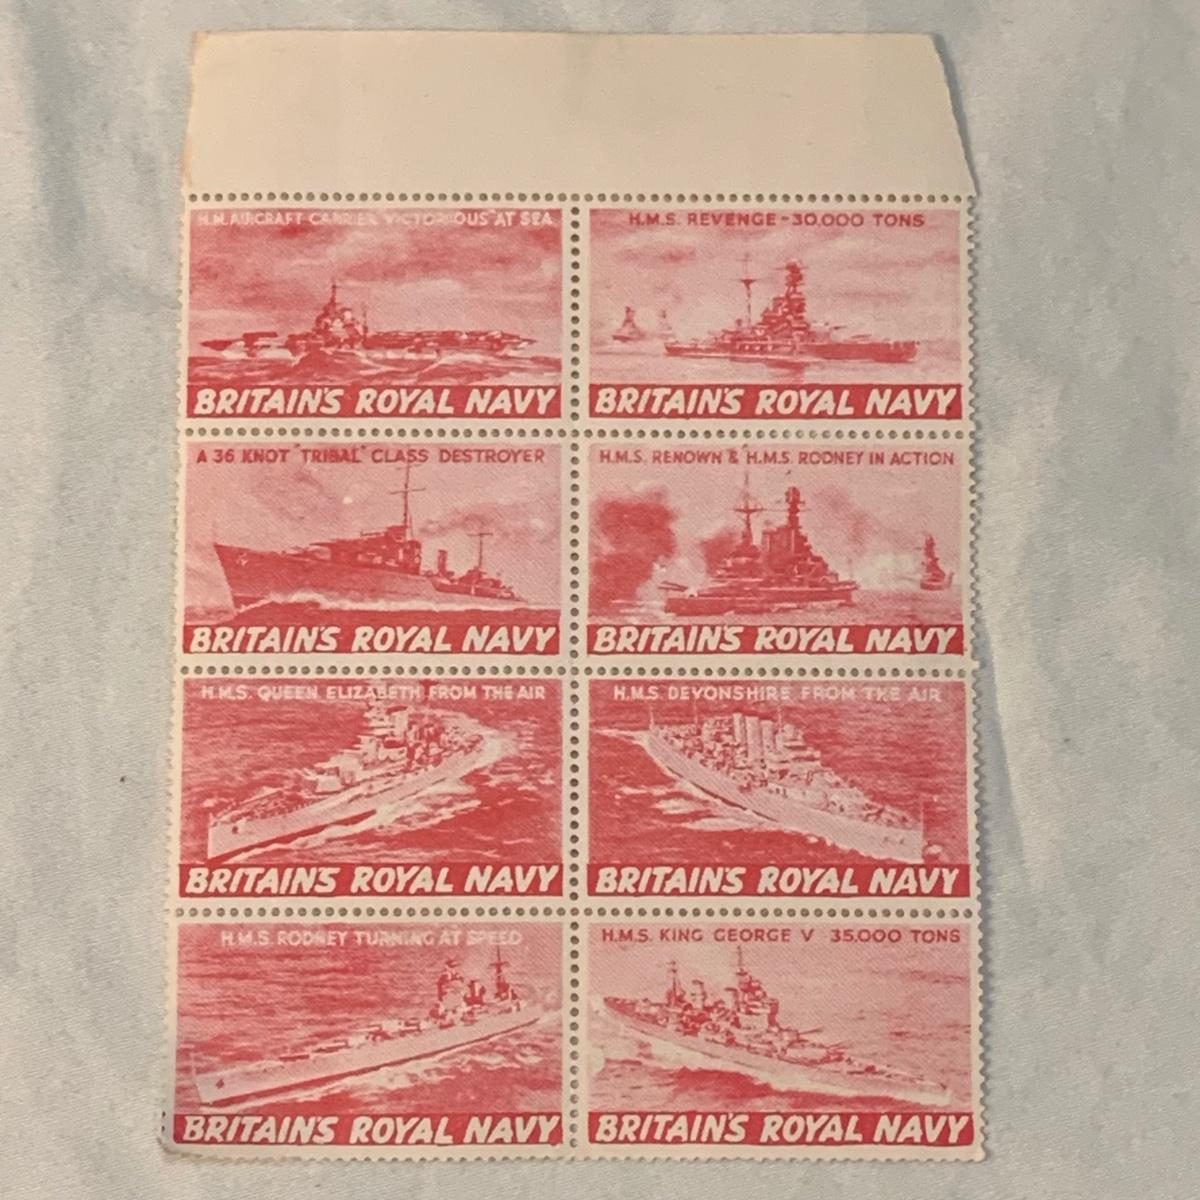 H.M. AIRCRAFT CARRIER VICTORIOUS AT SEA
BRITAIN'S ROYAL NAVY
H.M.S. REVENGE - 30,000 TONS
BRITAIN'S ROYAL NAVY
A 36 KNOT "TRIBAL" CLASS DESTROYER
BRITAIN'S ROYAL NAVY
H.M.S. RENOWN & H.M.S. RODNEY IN ACTION
BRITAIN'S ROYAL NAVY
H.M.S. QUEEN ELIZABETH FROM THE AIR
BRITAIN'S ROYAL NAVY
H.M.S. DEVONSHIRE FROM THE AIR
BRITAIN'S ROYAL NAVY
H.M.S. RODNEY TURNING AT SPEED
BRITAIN'S ROYAL NAVY
H.M.S. KING GEORGE V 35,000 TONS
BRITAIN'S ROYAL NAVY